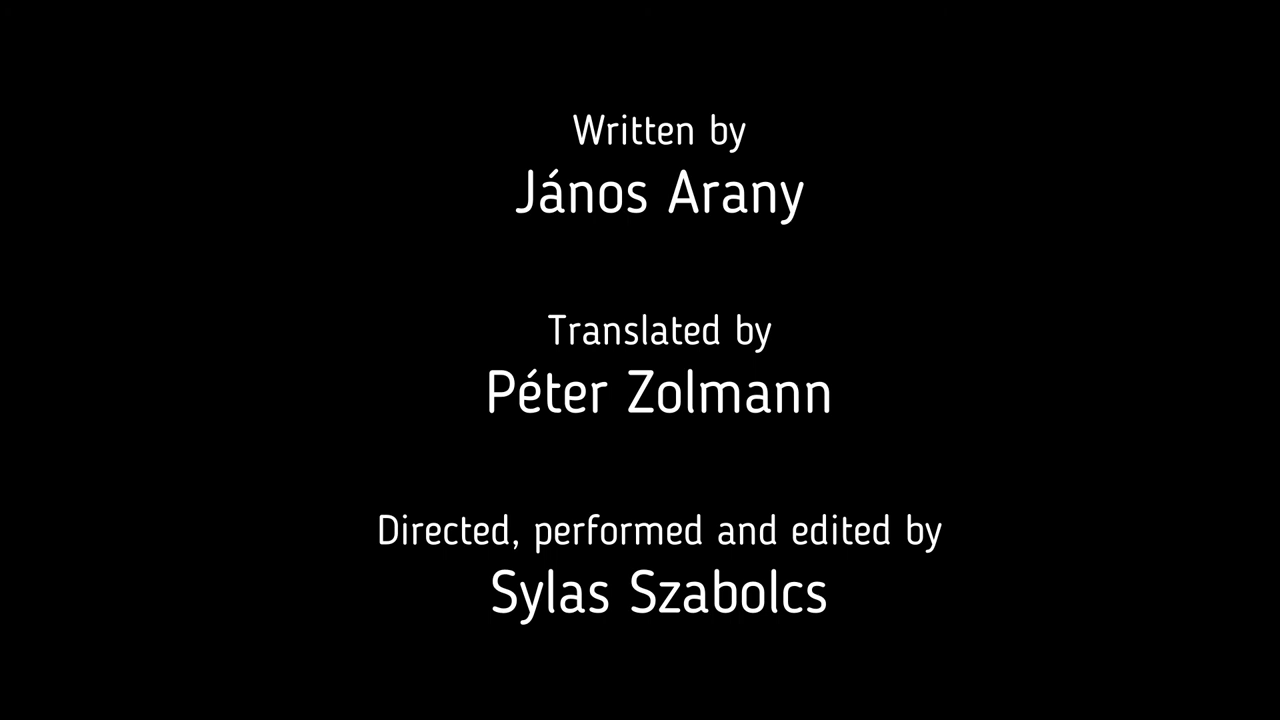 Written by
János Arany
Translated by
Péter Zolmann
Directed, performed and edited by
Sylas Szabolcs